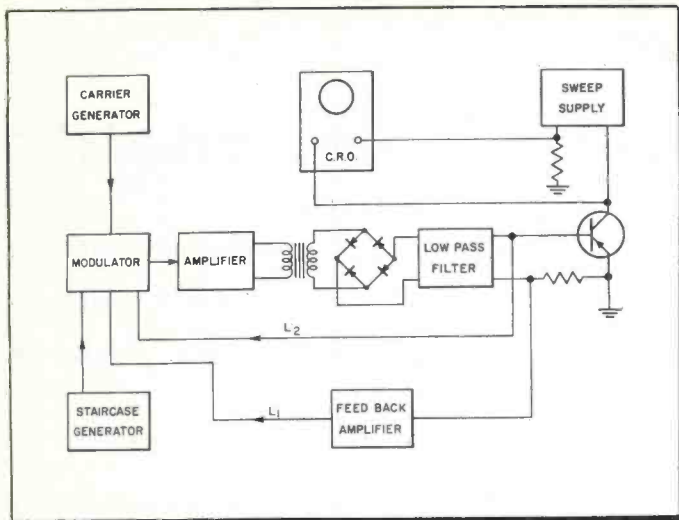 CARRIER
GENERATOR
C.R.O.
SWEEP
SUPPLY
MODULATOR
AMPLIFIER
LOW PASS
FILTER
L2
STAIRCASE
GENERATOR
L1
FEED BACK
AMPLIFIER